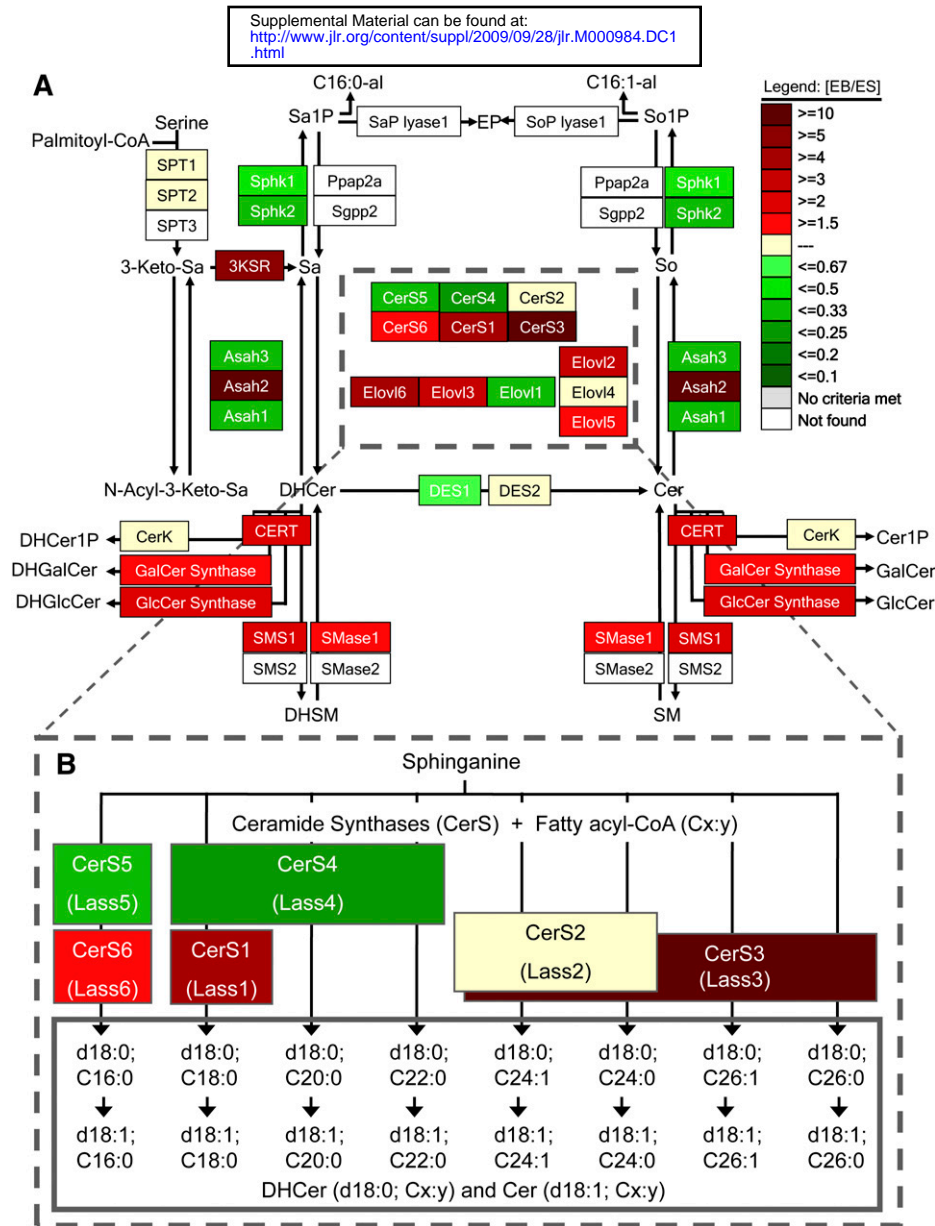 Supplemental Material can be found at:
http://www.jlr.org/content/suppl/2009/09/28/jlr.M000984.DC1
.html
A
C16:0-al
C16:1-al
Legend: [EB/ES]
Serine
Palmitoyl-CoA
Sa1P
SaP lyase1
EP
SoP lyase1
So1P
>=10
>=5
>=4
>=3
>=2
>=1.5
---
<=0.67
<=0.5
<=0.33
<=0.25
<=0.2
<=0.1
No criteria met
Not found
SPT1
SPT2
SPT3
Sphk1
Sphk2
Ppap2a
Sgpp2
Ppap2a
Sgpp2
Sphk1
Sphk2
3-Keto-Sa
3KSR
Sa
So
CerS5
CerS4
CerS2
CerS6
CerS1
CerS3
Elovl2
Elovl6
Elovl3
Elovl1
Elovl4
Elovl5
Asah3
Asah2
Asah1
Asah3
Asah2
Asah1
N-Acyl-3-Keto-Sa
DHCer
DES1
DES2
Cer
DHCer1P
CerK
CERT
CERT
CerK
Cer1P
DHGalCer
GalCer Synthase
GalCer Synthase
GalCer
DHGlcCer
GlcCer Synthase
GlcCer Synthase
GlcCer
SMS1
SMase1
SMS2
SMase2
SMase1
SMS1
SMase2
SMS2
DHSM
SM
B
Sphinganine
Ceramide Synthases (CerS) + Fatty acyl-CoA (Cx:y)
CerS5
(Lass5)
CerS4
(Lass4)
CerS6
(Lass6)
CerS1
(Lass1)
CerS2
(Lass2)
CerS3
(Lass3)
d18:0; d18:0; d18:0; d18:0; d18:0; d18:0; d18:0; d18:0;
C16:0 C18:0 C20:0 C22:0 C24:1 C24:0 C26:1 C26:0
d18:1; d18:1; d18:1; d18:1; d18:1; d18:1; d18:1; d18:1;
C16:0 C18:0 C20:0 C22:0 C24:1 C24:0 C26:1 C26:0
DHCer (d18:0; Cx:y) and Cer (d18:1; Cx:y)